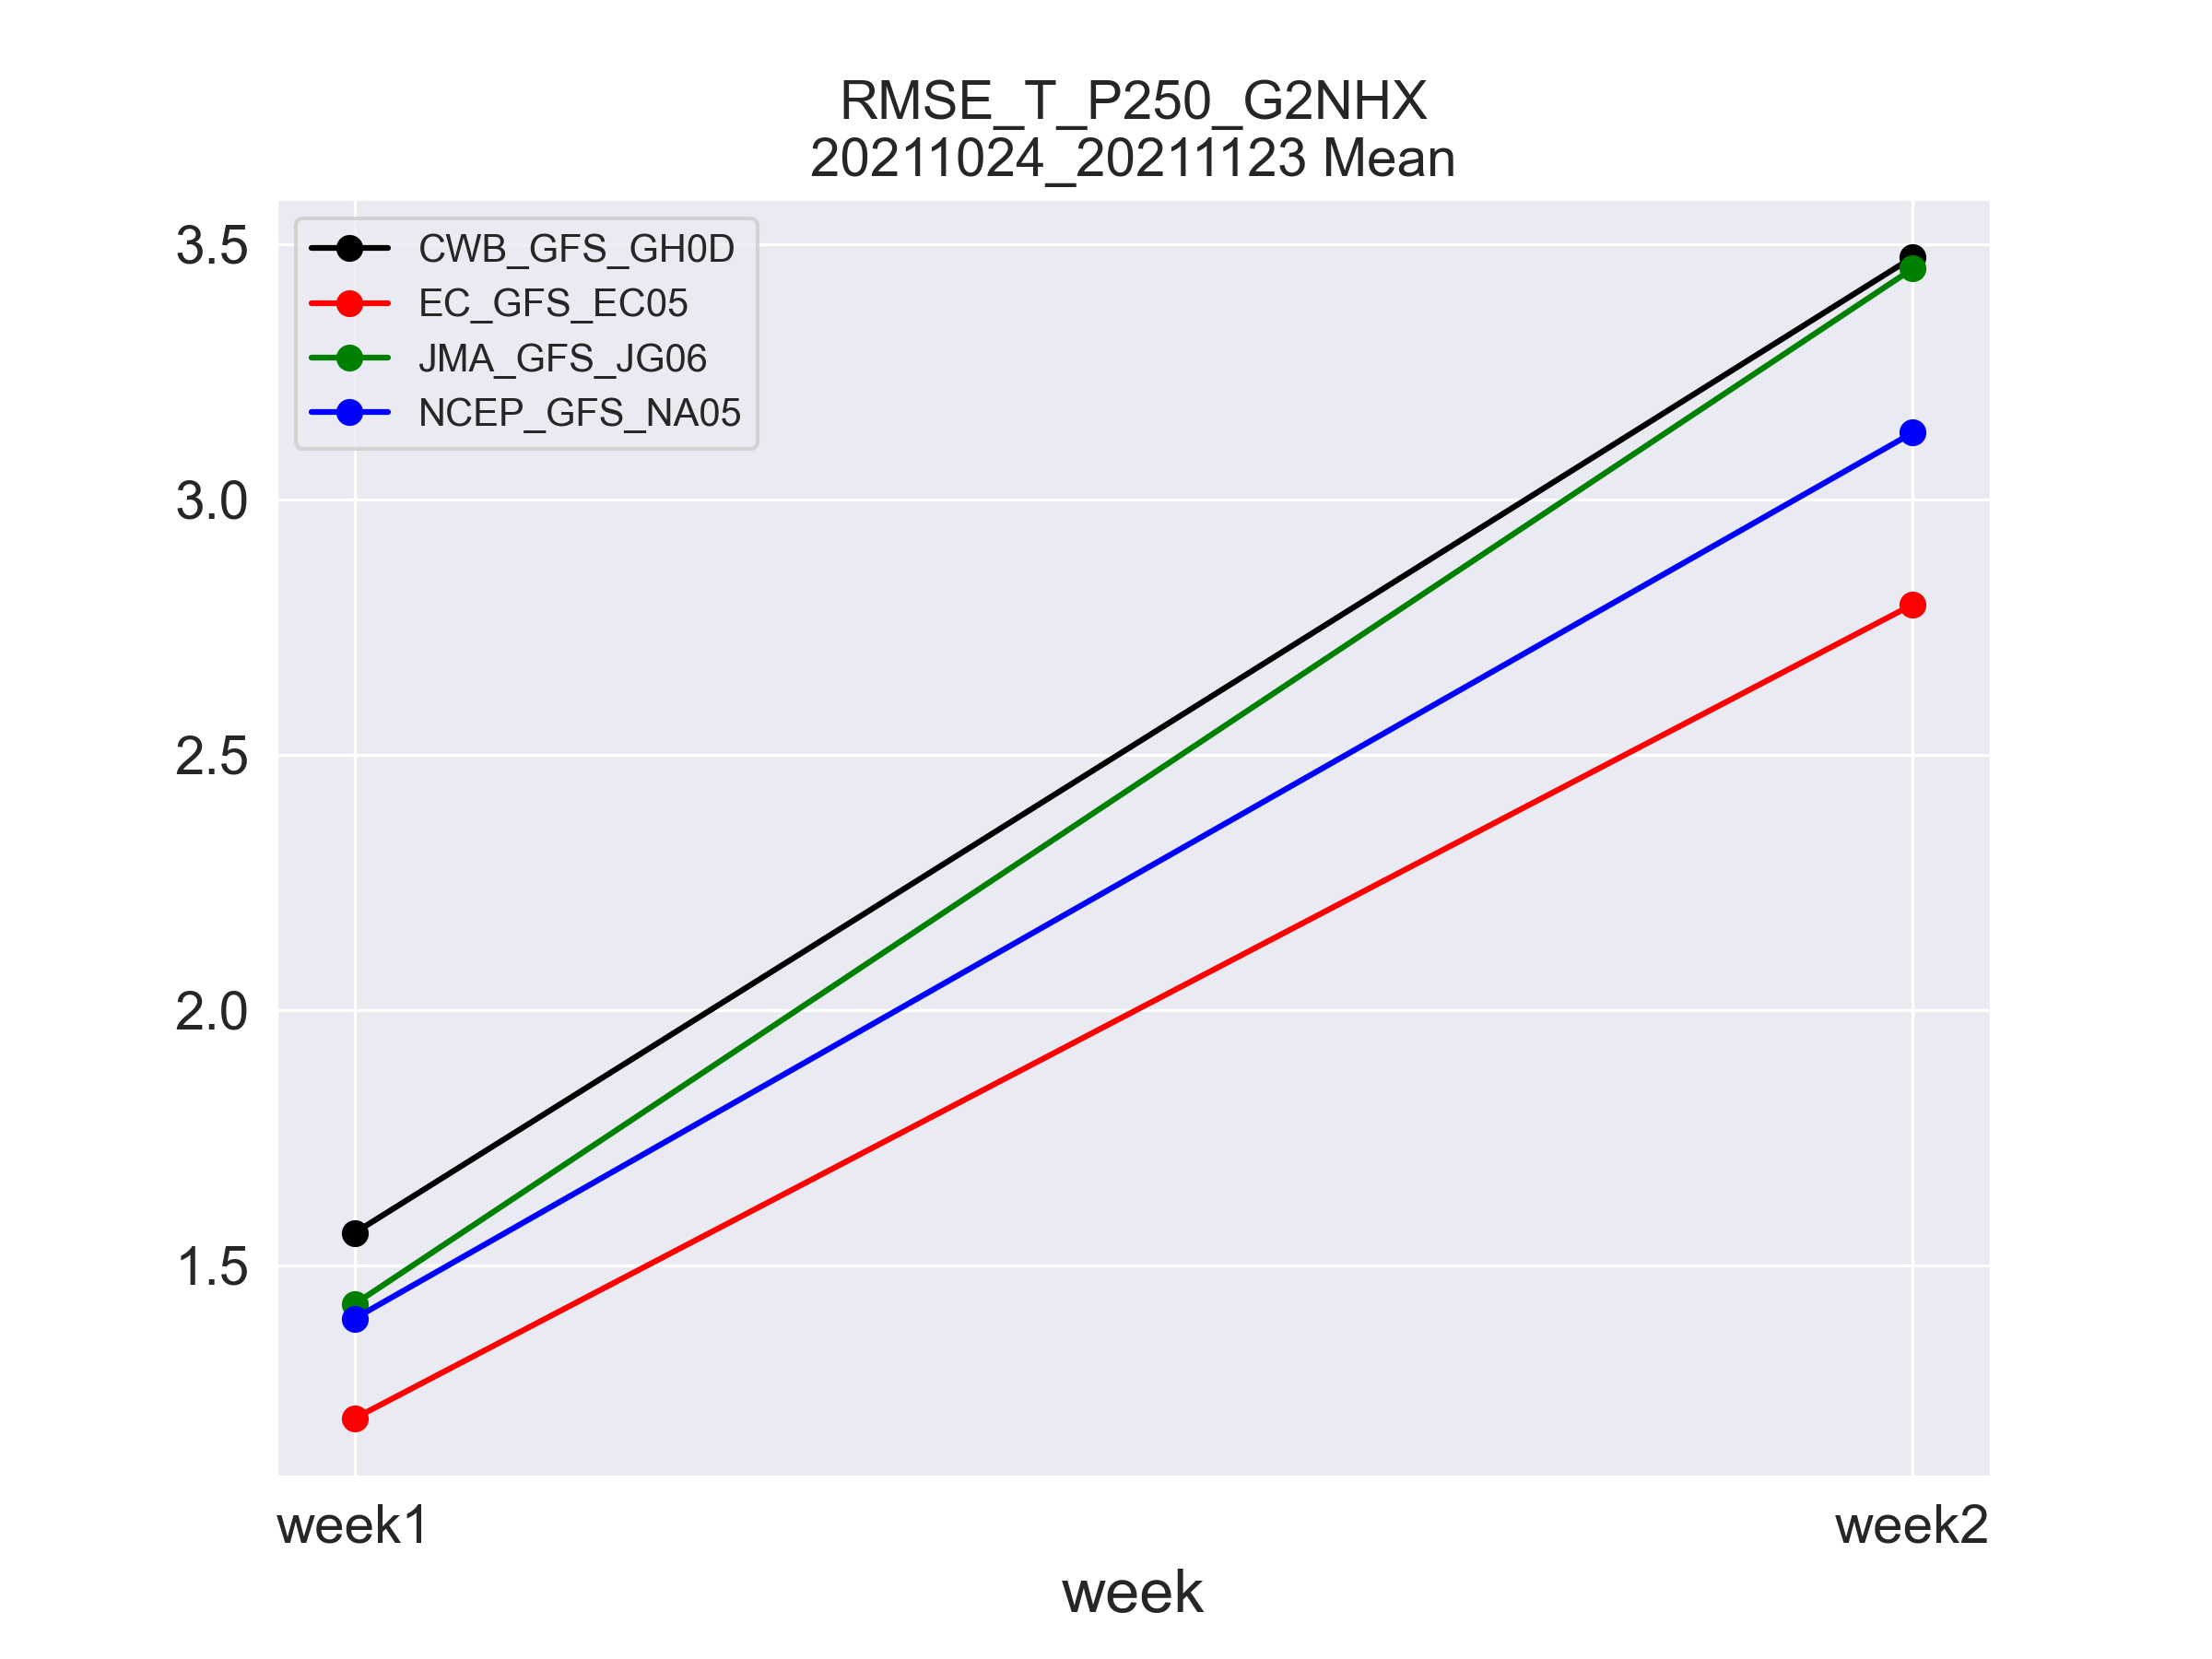 RMSE_T_P250_G2NHX
20211024_20211123 Mean
CWB_GFS_GH0D
EC_GFS_EC05
JMA_GFS_JG06
NCEP_GFS_NA05
3.5
3.0
2.5
2.0
1.5
week1
week2
week